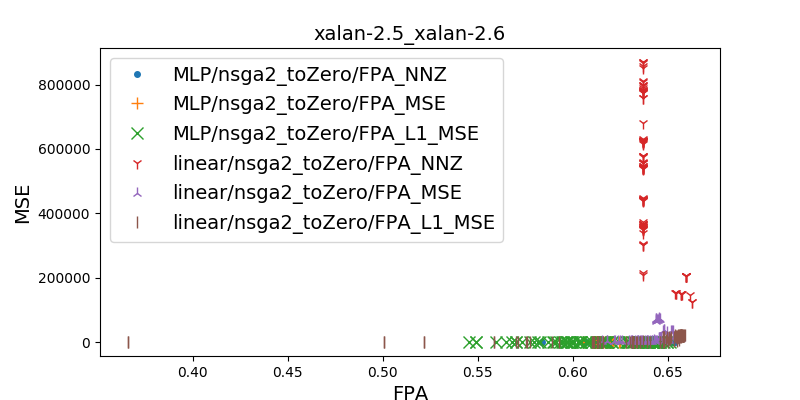 xalan-2.5_xalan-2.6
MLP/nsga2_toZero/FPA_NNZ
MLP/nsga2_toZero/FPA_MSE
MLP/nsga2_toZero/FPA_L1_MSE
linear/nsga2_toZero/FPA_NNZ
linear/nsga2_toZero/FPA_MSE
linear/nsga2_toZero/FPA_L1_MSE
MSE
800000
600000
400000
200000
0
0.40 0.45 0.50 0.55 0.60 0.65
FPA